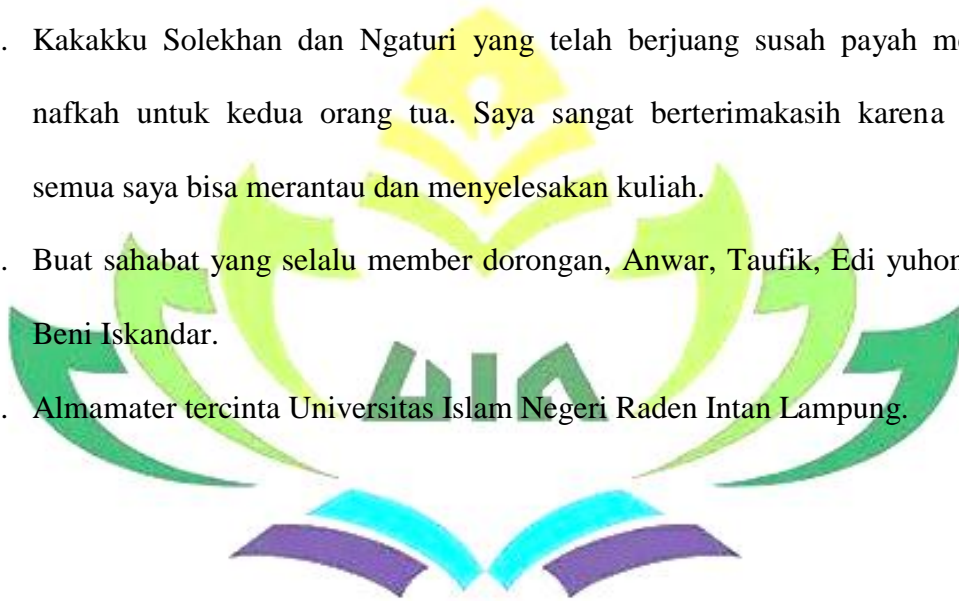 . Kakakku Solekhan dan Ngaturi yang telah berjuang susah payah
nafkah untuk kedua orang tua. Saya sangat berterimakasih karena
semua saya bisa merantau dan menyelesakan kuliah.
. Buat sahabat yang selalu member dorongan, Anwar, Taufik, Edi
Beni Iskandar.
. Almamater tercinta Universitas Islam Negeri Raden Intan Lampung.
UIN